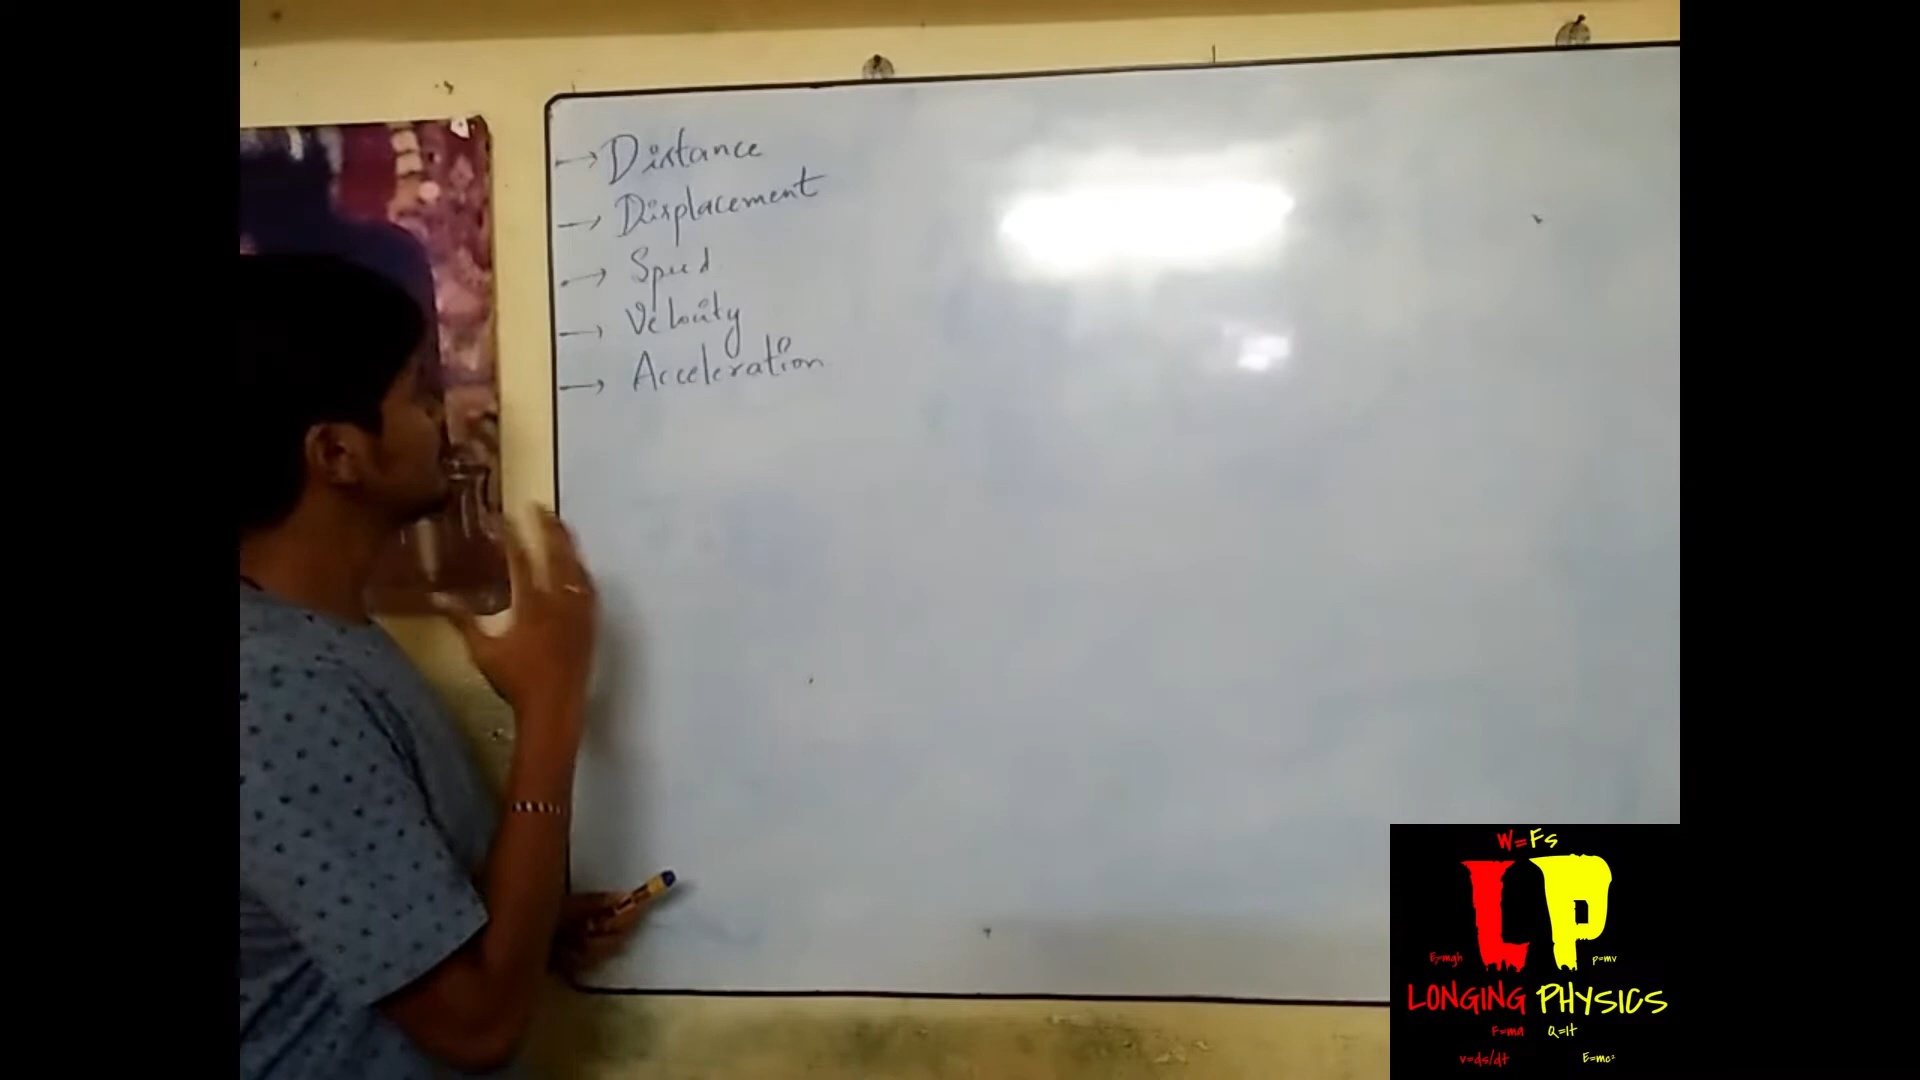 → Distance
→ Displacement
→ Speed
→ Velocity
→ Acceleration
W=Fs
LP
E=mgh
p=mv
LONGING PHYSICS
F=ma Q=It
v=ds/dt E=mc²